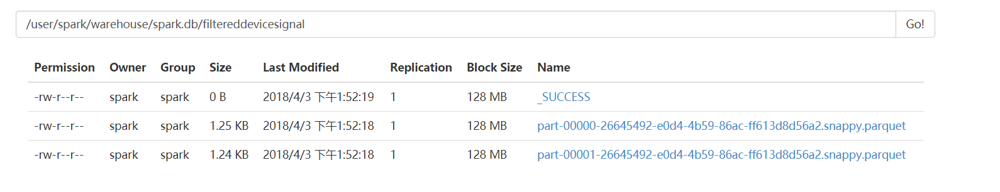 /user/spark/warehouse/spark.db/filtereddevicesignal Go!
Permission Owner Group Size Last Modified Replication Block Size Name
-rw-r--r-- spark spark 0 B 2018/4/3 下午1:52:19 1 128 MB _SUCCESS
-rw-r--r-- spark spark 1.25 KB 2018/4/3 下午1:52:18 1 128 MB part-00000-26645492-e0d4-4b59-86ac-ff613d8d56a2.snappy.parquet
-rw-r--r-- spark spark 1.24 KB 2018/4/3 下午1:52:18 1 128 MB part-00001-26645492-e0d4-4b59-86ac-ff613d8d56a2.snappy.parquet